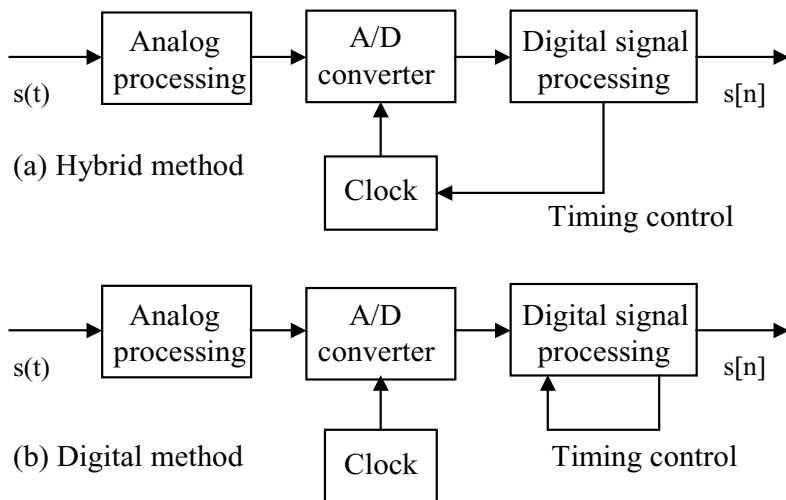 Analog
processing
A/D
converter
Digital signal
processing
s(t)
s[n]
(a) Hybrid method
Clock
Timing control
Analog
processing
A/D
converter
Digital signal
processing
s(t)
s[n]
(b) Digital method
Clock
Timing control